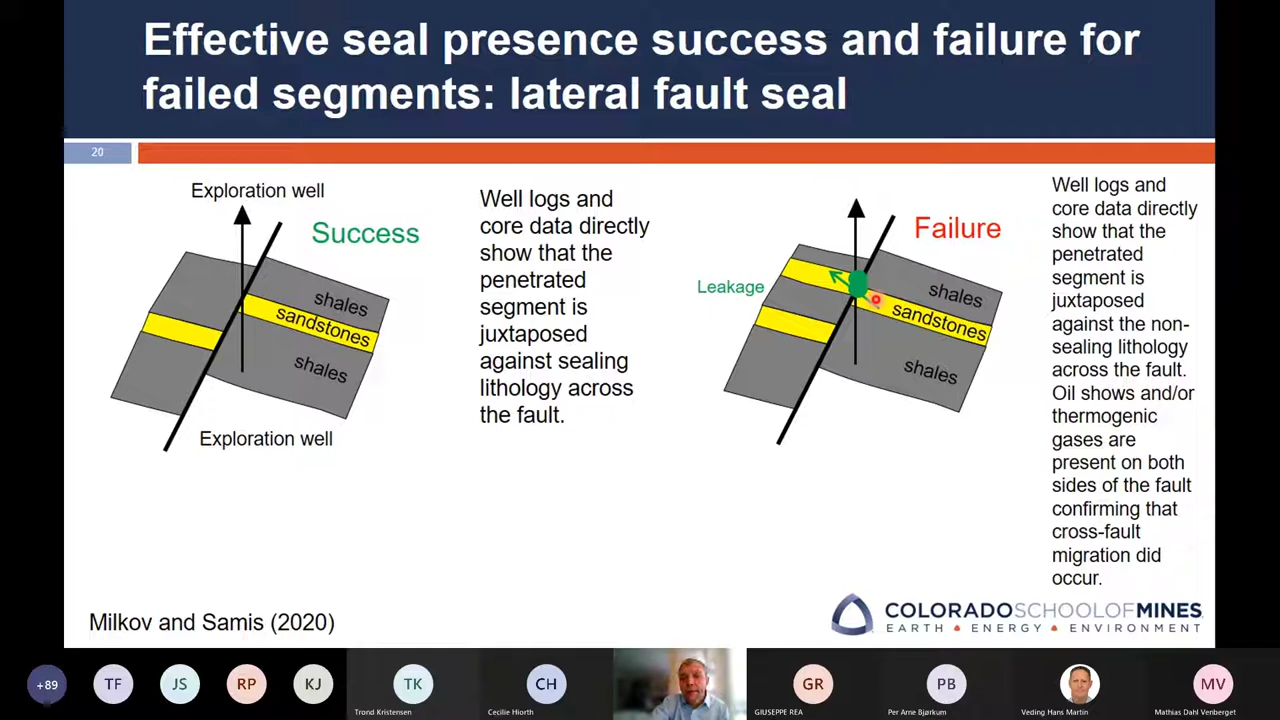 Effective seal presence success and failure for
failed segments: lateral fault seal
20
Exploration well
Success
shales
sandstones
shales
Exploration well
Well logs and
core data directly
show that the
penetrated
segment is
juxtaposed
against sealing
lithology across
the fault.
Failure
Leakage
shales
sandstones
shales
Well logs and
core data directly
show that the
penetrated
segment is
juxtaposed
against the non-
sealing lithology
across the fault.
Oil shows and/or
thermogenic
gases are
present on both
sides of the fault
confirming that
cross-fault
migration did
occur.
Milkov and Samis (2020)
COLORADOSCHOOLOFMINES
EARTH ENERGY ENVIRONMENT
+89
TF
JS
RP
KJ
TK
Trond Kristensen
CH
Cecilie Hiorth
GR
GIUSEPPE REA
PB
Per Arne Bjørkum
Veding Hans Martin
MV
Mathias Dahl Venberget